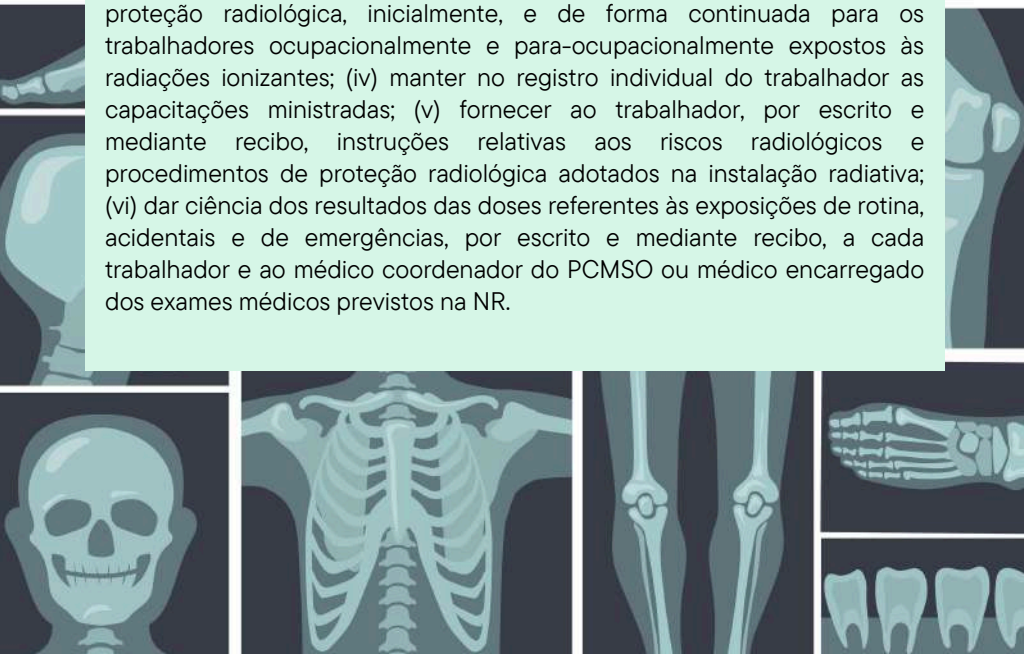 proteção radiológica, inicialmente, e de forma continuada para os
trabalhadores ocupacionalmente e para-ocupacionalmente expostos às
radiações ionizantes; (iv) manter no registro individual do trabalhador as
capacitações ministradas; (v) fornecer ao trabalhador, por escrito e
mediante recibo, instruções relativas aos riscos radiológicos e
procedimentos de proteção radiológica adotados na instalação radiativa;
(vi) dar ciência dos resultados das doses referentes às exposições de rotina,
acidentais e de emergências, por escrito e mediante recibo, a cada
trabalhador e ao médico coordenador do PCMSO ou médico encarregado
dos exames médicos previstos na NR.